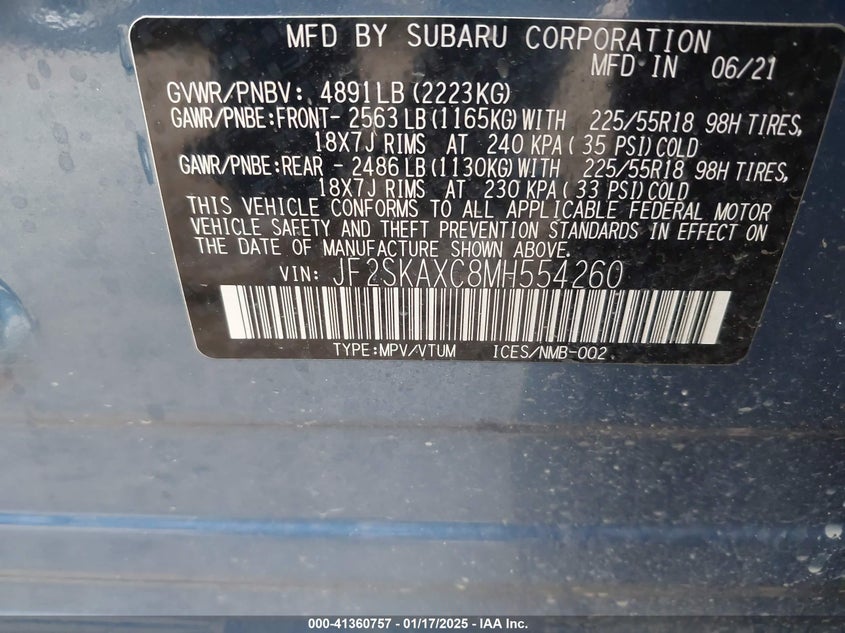 MFD BY SUBARU CORPORATION
MFD IN 06/21
GVWR/PNBV: 4891LB(2223KG)
GAWR/PNBE:FRONT- 2563LB(1165KG)WITH 225/55R18 98H TIRES,
18X7J RIMS AT 240 KPA( 35 PSI)COLD
GAWR/PNBE:REAR - 2486LB(1130KG)WITH 225/55R18 98H TIRES,
18X7J RIMS AT 230 KPA( 33 PSI)COLD
THIS VEHICLE CONFORMS TO ALL APPLICABLE FEDERAL MOTOR
VEHICLE SAFETY AND THEFT PREVENTION STANDARDS IN EFFECT ON
THE DATE OF MANUFACTURE SHOWN ABOVE.
VIN: JF2SKAXC8MH554260
TYPE:MPV/VTUM ICES/NMB-002
000-41360757 - 01/17/2025 - IAA Inc.